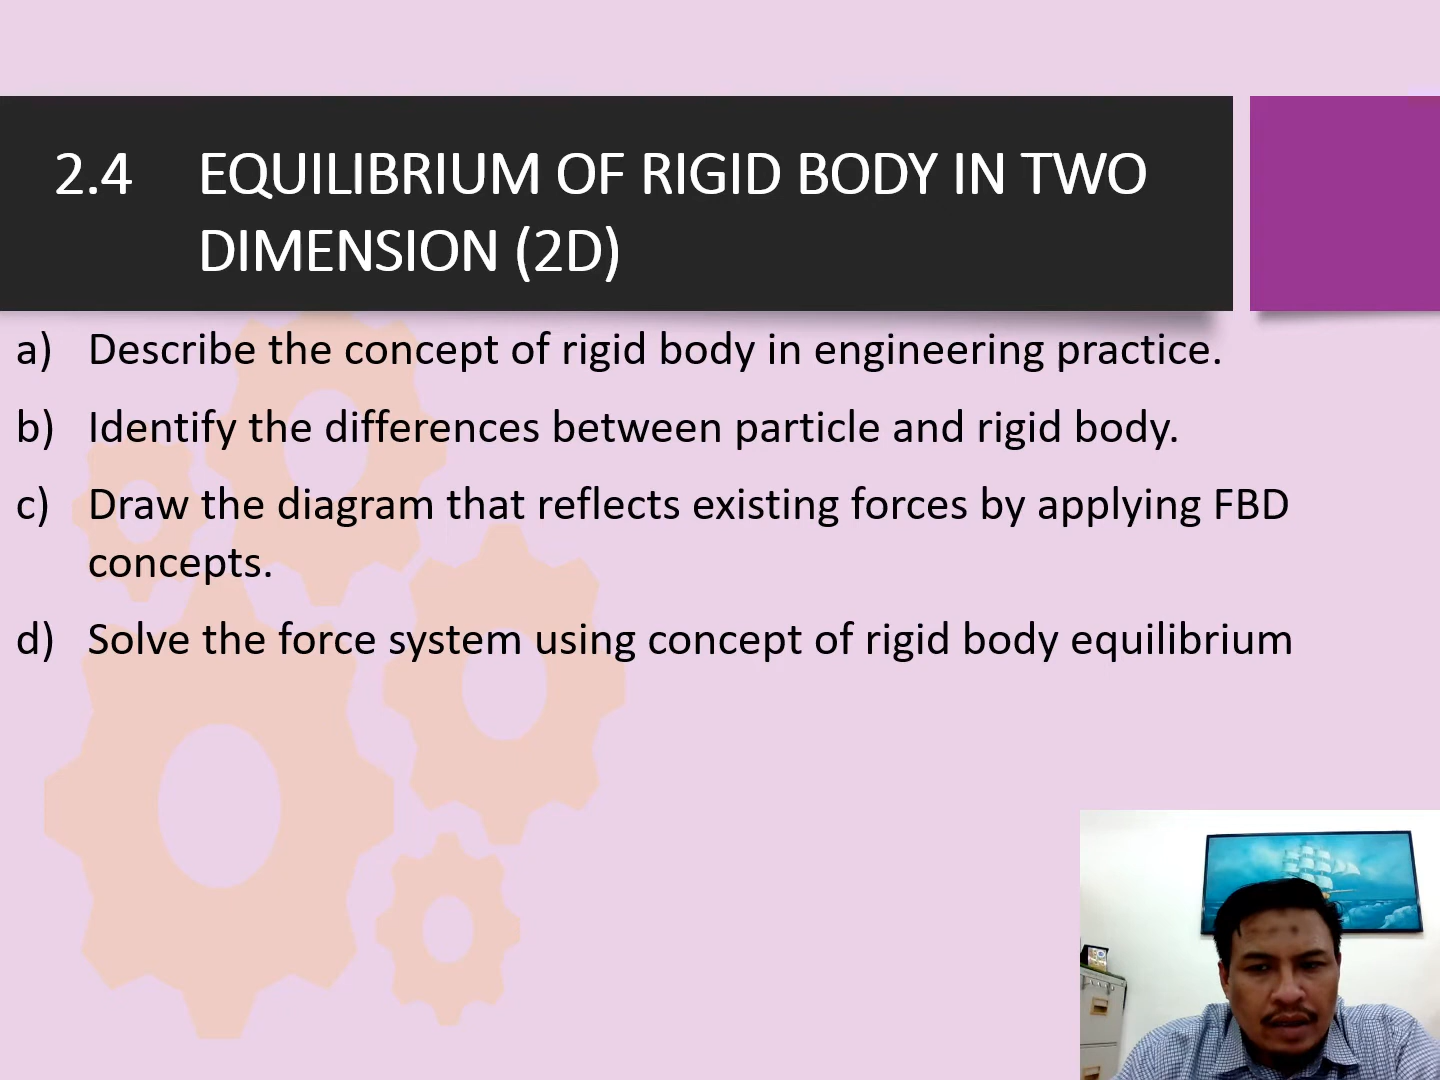 2.4 EQUILIBRIUM OF RIGID BODY IN TWO
DIMENSION (2D)
a) Describe the concept of rigid body in engineering practice.
b) Identify the differences between particle and rigid body.
c) Draw the diagram that reflects existing forces by applying FBD
concepts.
d) Solve the force system using concept of rigid body equilibrium